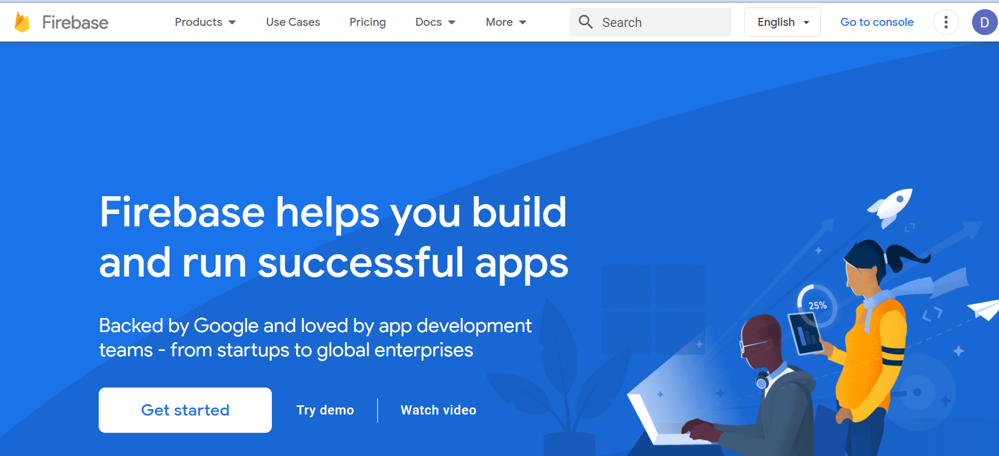 Firebase
Products
Use Cases
Pricing
Docs
More
Search
English
Go to console
D
Firebase helps you build
and run successful apps
Backed by Google and loved by app development
teams - from startups to global enterprises
Get started
Try demo
Watch video
25%